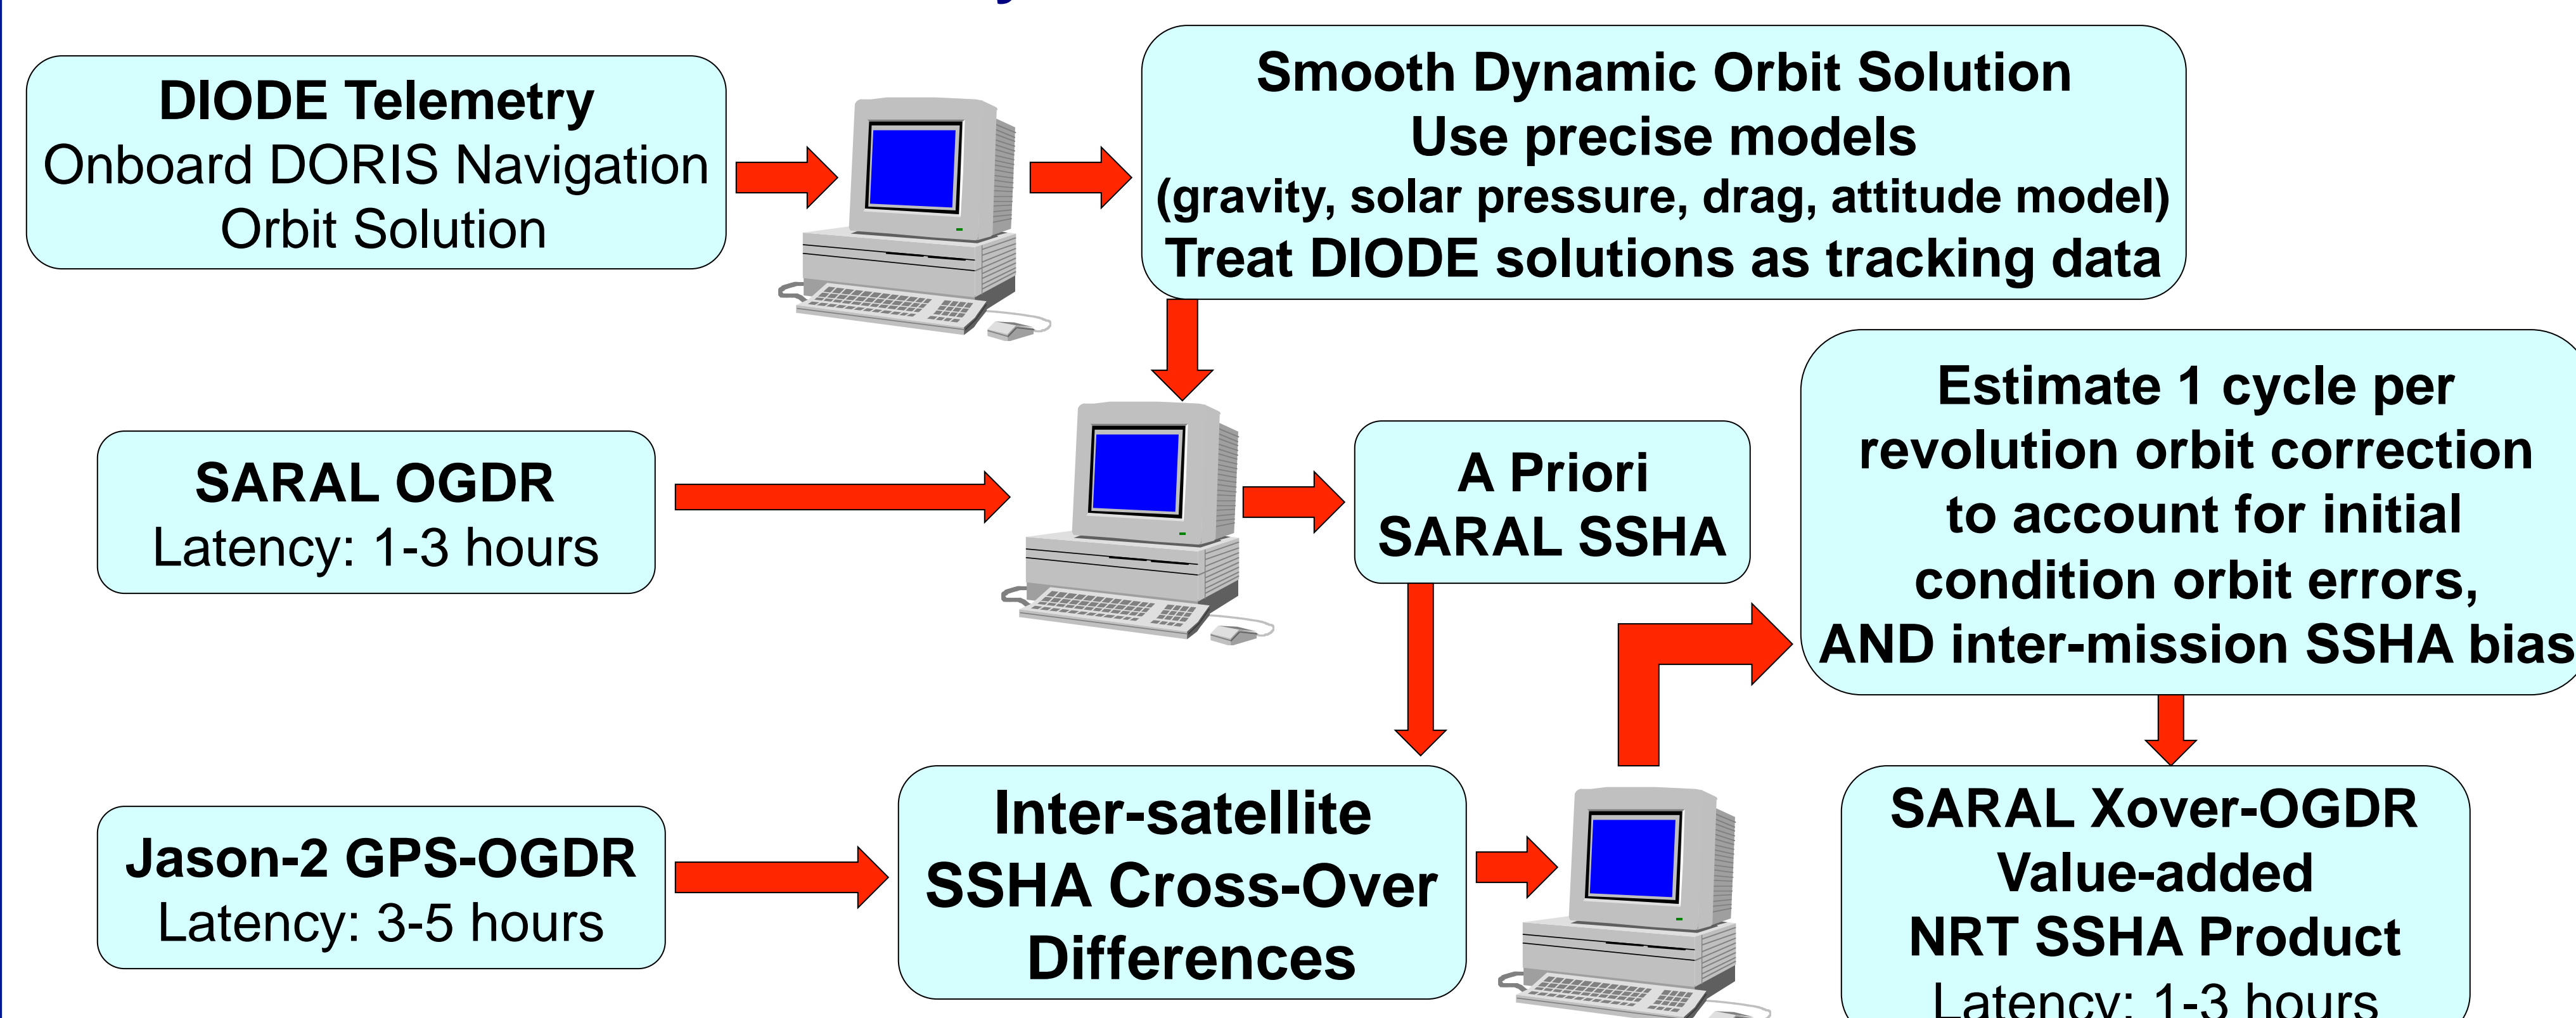 DIODE Telemetry
Onboard DORIS Navigation
Orbit Solution
Smooth Dynamic Orbit Solution
Use precise models
(gravity, solar pressure, drag, attitude model)
Treat DIODE solutions as tracking data
SARAL OGDR
Latency: 1-3 hours
A Priori
SARAL SSHA
Estimate 1 cycle per
revolution orbit correction
to account for initial
condition orbit errors,
AND inter-mission SSHA bias
Jason-2 GPS-OGDR
Latency: 3-5 hours
Inter-satellite
SSHA Cross-Over
Differences
SARAL Xover-OGDR
Value-added
NRT SSHA Product
Latency: 1-3 hours